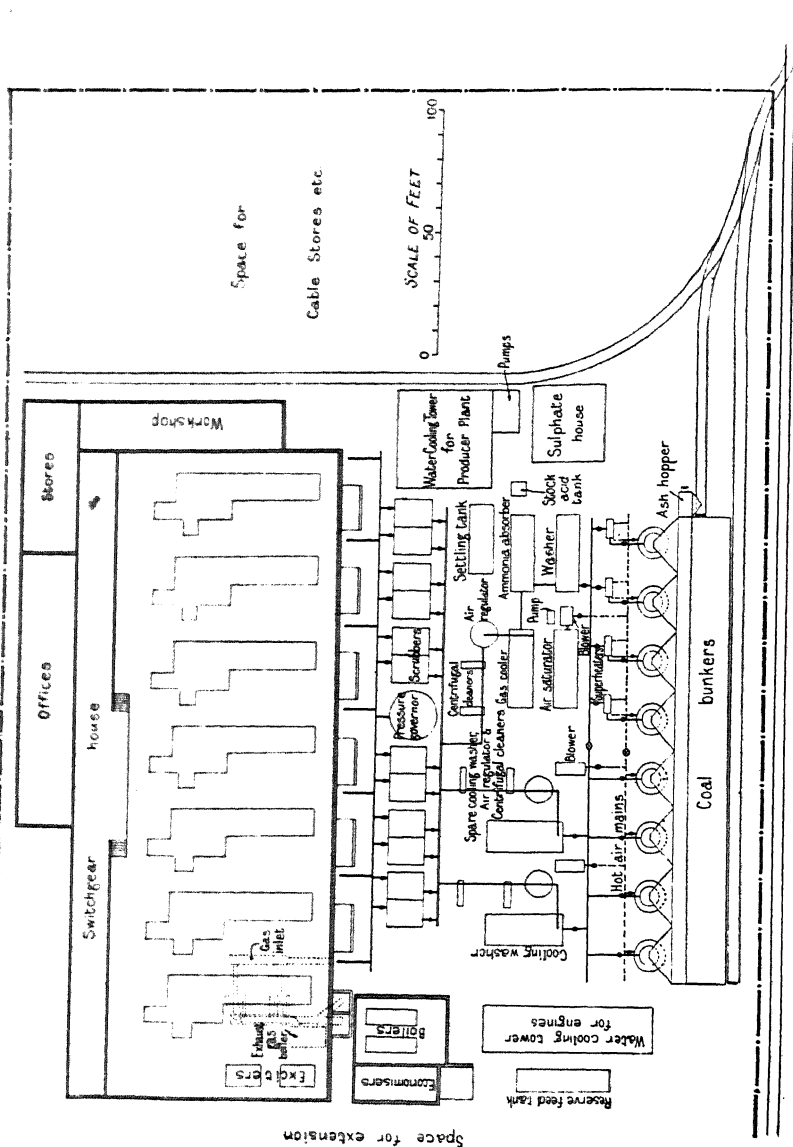 Space for
Cable Stores etc
SCALE OF FEET
0
50
100
Stores
Workshop
Offices
Switchgear
house
Gas
inlet
Exhaust
gas
boiler
Exciters
Boilers
Economisers
Space for extension
Water Cooling Tower
for
Producer Plant
Pumps
Sulphate
house
Stock
acid
tank
Settling tank
Ammonia absorber
Washer
Air
regulator
Pump
Blower
Scrubbers
Centrifugal
cleaners
Gas cooler
Air saturator
Superheaters
Pressure
governor
Spare cooling washer,
Air regulator &
Centrifugal cleaners
Blower
Hot air mains
Cooling washer
Ash hopper
Coal bunkers
Water cooling tower
for engines
Reserve feed tank